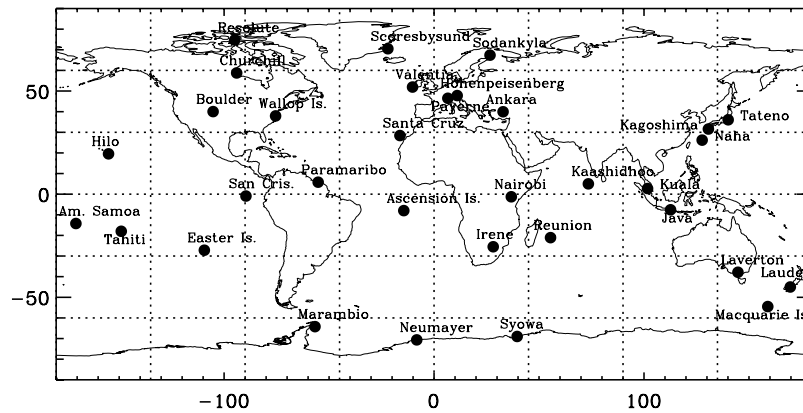 Resolute
Scoresbysund
Sodankyla
Churchill
Valentia
Hohenpeisenberg
50
Boulder
Wallop Is.
Payerne
Ankara
Santa Cruz
Kagoshima
Tateno
Naha
Hilo
Paramaribo
San Cris.
Kaashidhoo
Kuala
Nairobi
0
Ascension Is.
Am. Samoa
Java
Tahiti
Easter Is.
Irene
Reunion
Laverton
Laude
-50
Marambio
Neumayer
Syowa
Macquarie Is
-100
0
100